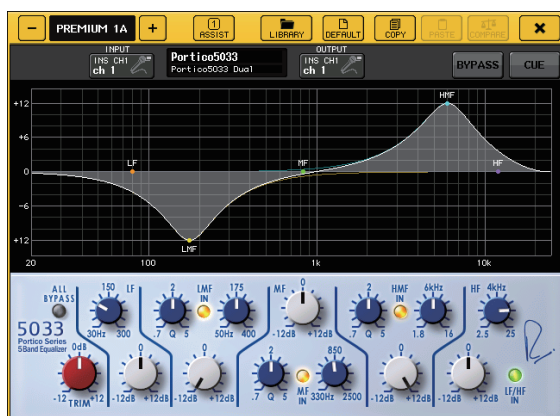 − PREMIUM 1A + 1 ASSIST LIBRARY DEFAULT COPY PASTE COMPARE ×
INPUT OUTPUT
INS CH1 ch 1 Portico5033 Portico5033 Dual INS CH1 ch 1 BYPASS CUE
+12 HMF
+6
0 LF MF HF
-6
+12 LMF
20 100 1k 10k
ALL BYPASS
150 LF 30Hz 300
2 LMF IN .7 Q 5
175 50Hz 400
MF 0 -12dB +12dB
2 HMF IN .7 Q 5
6kHz 1.8 16
HF 4kHz 2.5 25
5033
Portico Series
5Band Equalizer
0dB -12 +12 TRIM
0 -12dB +12dB
0 -12dB +12dB
2 .7 Q 5 MF IN
850 330Hz 2500
0 -12dB +12dB
0 -12dB +12dB
LF/HF IN